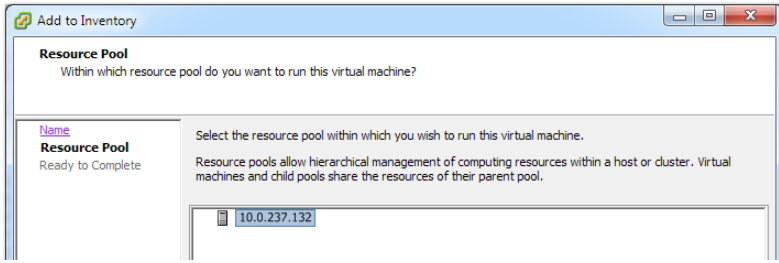 Add to Inventory
Resource Pool
Within which resource pool do you want to run this virtual machine?
Name
Resource Pool
Ready to Complete
Select the resource pool within which you wish to run this virtual machine.
Resource pools allow hierarchical management of computing resources within a host or cluster. Virtual
machines and child pools share the resources of their parent pool.
10.0.237.132